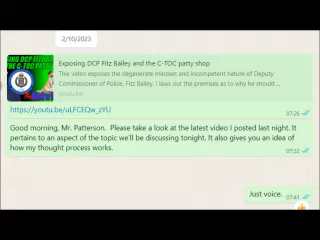 2/10/2023
Exposing DCP Fitz Bailey and the C-TOC patty shop
This video exposes the degenerate mindset and incompetent nature of Deputy
Commissioner of Police, Fitz Bailey. I laws out the premises as to why he should ...
youtu.be
https://youtu.be/uLFCEQw_zYU
07:26
Good morning, Mr. Patterson. Please take a look at the latest video I posted last night. It
pertains to an aspect of the topic we'll be discussing tonight. It also gives you an idea of
how my thought process works.
07:32
Just voice.
07:41